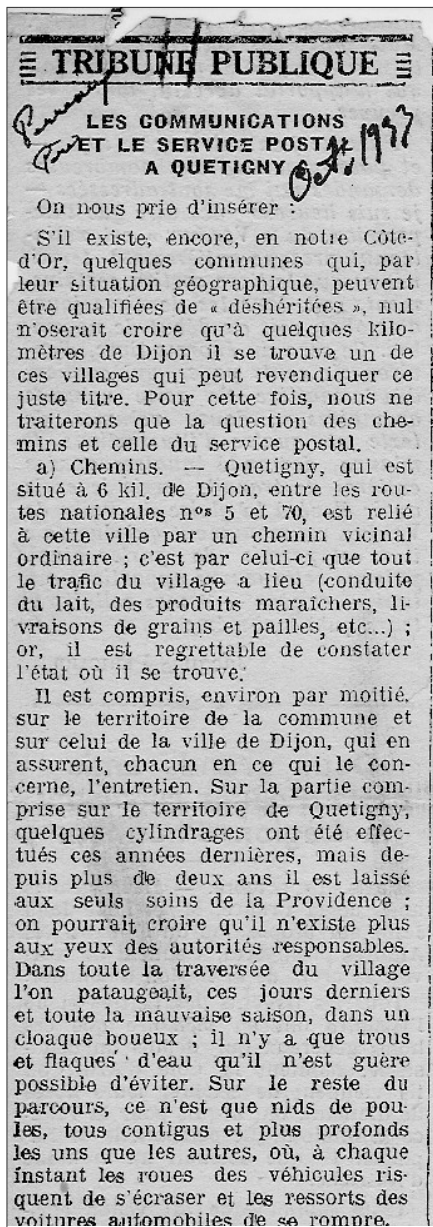 TRIBUNE PUBLIQUE
LES COMMUNICATIONS
ET LE SERVICE POSTAL
A QUETIGNY
Oct. 1937
On nous prie d'insérer :
S'il existe, encore, en notre Côte-
d'Or, quelques communes qui, par
leur situation géographique, peuvent
être qualifiées de « déshéritées », nul
n'oserait croire qu'à quelques kilo-
mètres de Dijon il se trouve un de
ces villages qui peut revendiquer ce
juste titre. Pour cette fois, nous ne
traiterons que la question des che-
mins et celle du service postal.
a) Chemins. — Quetigny, qui est
situé à 6 kil. de Dijon, entre les rou-
tes nationales nos 5 et 70, est relié
à cette ville par un chemin vicinal
ordinaire ; c'est par celui-ci que tout
le trafic du village a lieu (conduite
du lait, des produits maraîchers, li-
vraisons de grains et pailles, etc...) ;
or, il est regrettable de constater
l'état où il se trouve.
Il est compris, environ par moitié,
sur le territoire de la commune et
sur celui de la ville de Dijon, qui en
assurent, chacun en ce qui le con-
cerne, l'entretien. Sur la partie com-
prise sur le territoire de Quetigny,
quelques cylindrages ont été effec-
tués ces années dernières, mais de-
puis plus de deux ans il est laissé
aux seuls soins de la Providence ;
on pourrait croire qu'il n'existe plus
aux yeux des autorités responsables.
Dans toute la traversée du village
l'on pataugeait, ces jours derniers
et toute la mauvaise saison, dans un
cloaque boueux ; il n'y a que trous
et flaques d'eau qu'il n'est guère
possible d'éviter. Sur le reste du
parcours, ce n'est que nids de pou-
les, tous contigus et plus profonds
les uns que les autres, où, à chaque
instant les roues des véhicules ris-
quent de s'écraser et les ressorts des
voitures automobiles de se rompre.